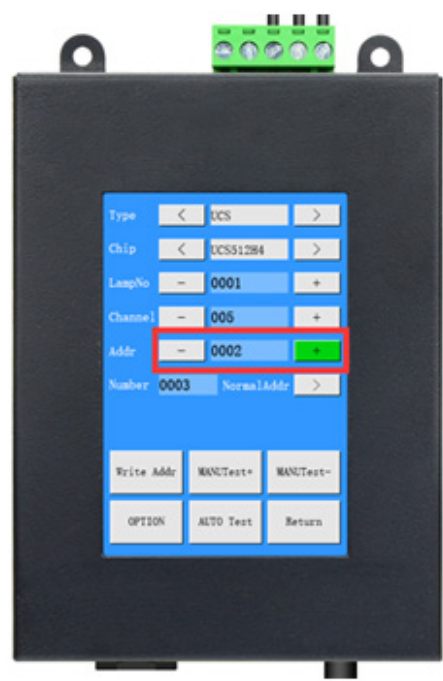 Type < UCS >
Chip < UCS512H4 >
LampNo - 0001 +
Channel - 005 +
Addr - 0002 +
Number 0003 NormalAddr >
Write Addr MANUTest+ MANUTest-
OPTION AUTO Test Return